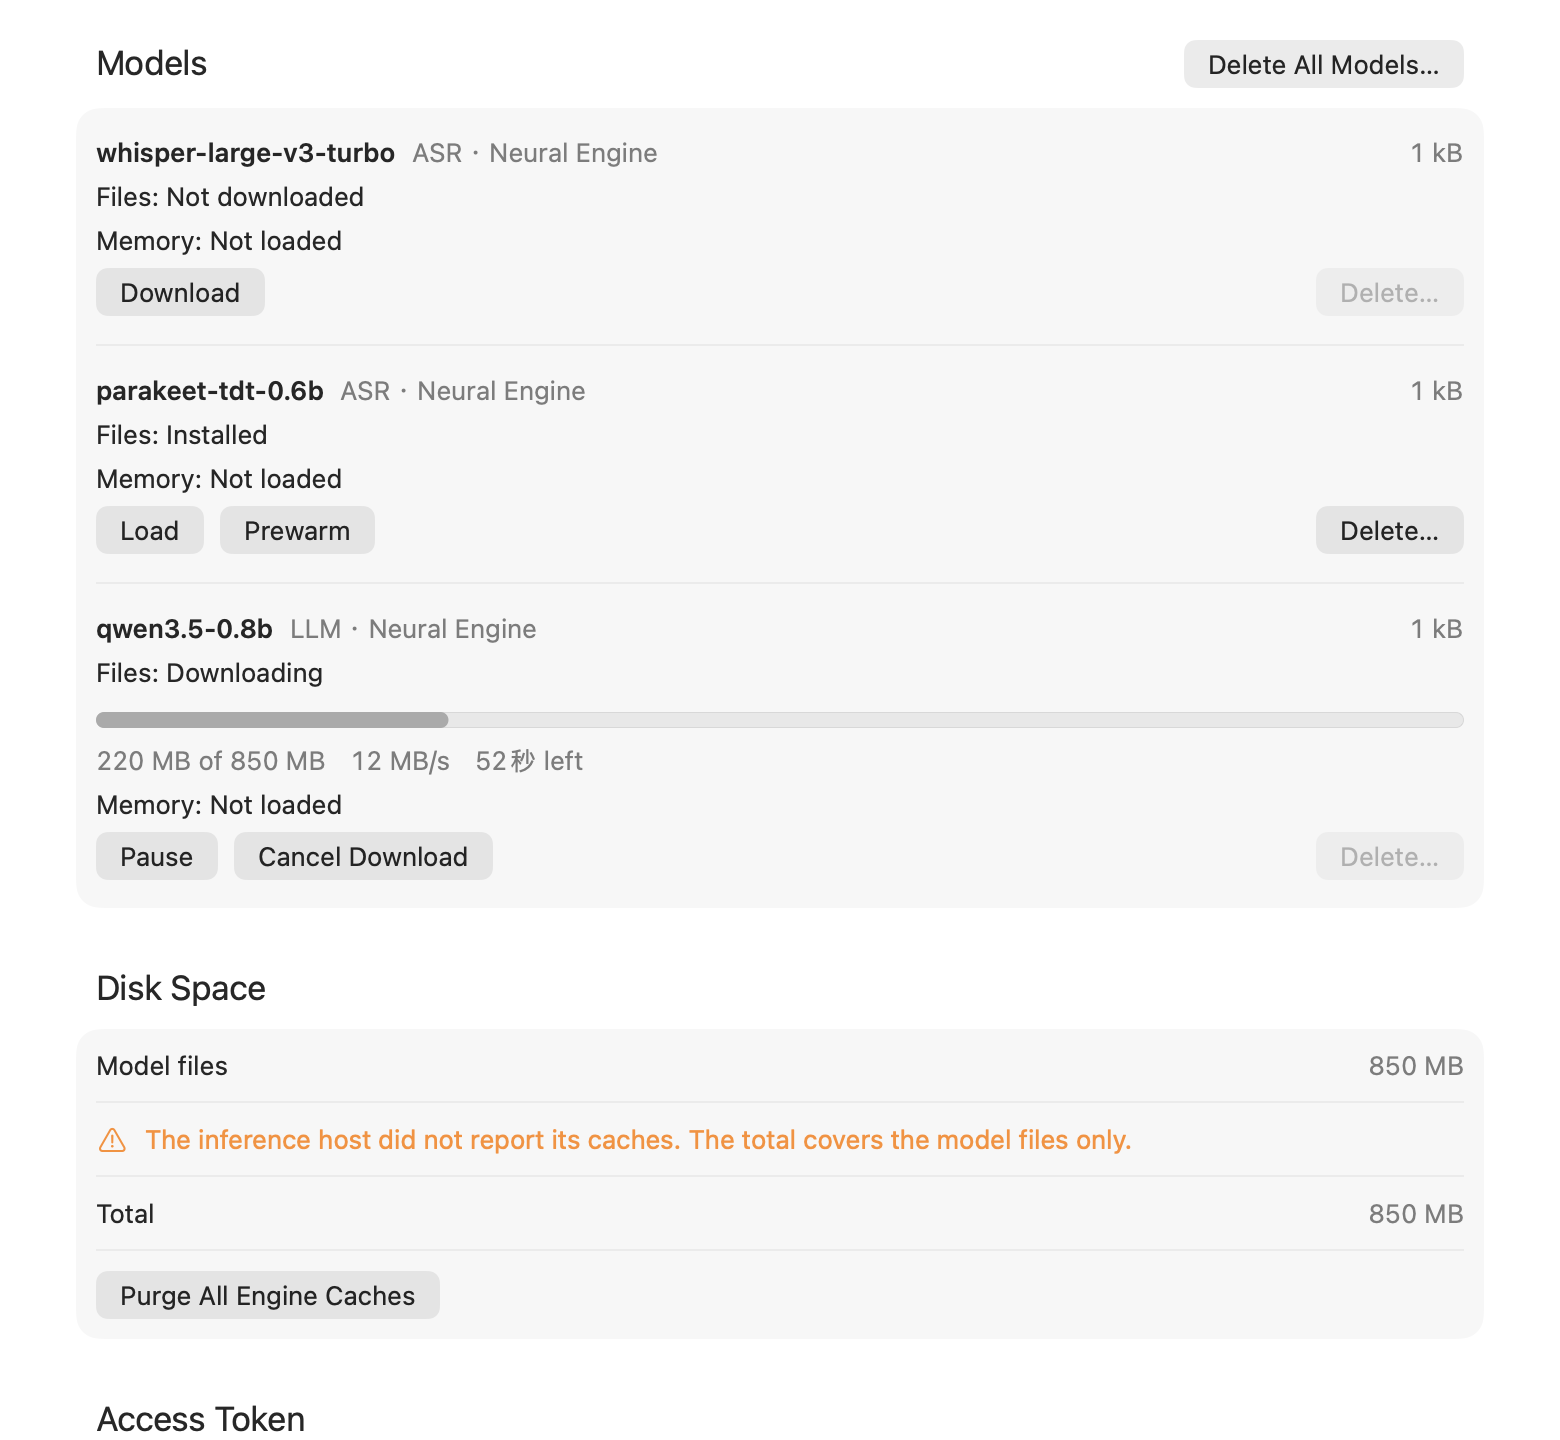 Models
Delete All Models...
whisper-large-v3-turbo ASR · Neural Engine 1 kB
Files: Not downloaded
Memory: Not loaded
Download Delete...
parakeet-tdt-0.6b ASR · Neural Engine 1 kB
Files: Installed
Memory: Not loaded
Load Prewarm Delete...
qwen3.5-0.8b LLM · Neural Engine 1 kB
Files: Downloading
220 MB of 850 MB 12 MB/s 52秒 left
Memory: Not loaded
Pause Cancel Download Delete...
Disk Space
Model files 850 MB
The inference host did not report its caches. The total covers the model files only.
Total 850 MB
Purge All Engine Caches
Access Token